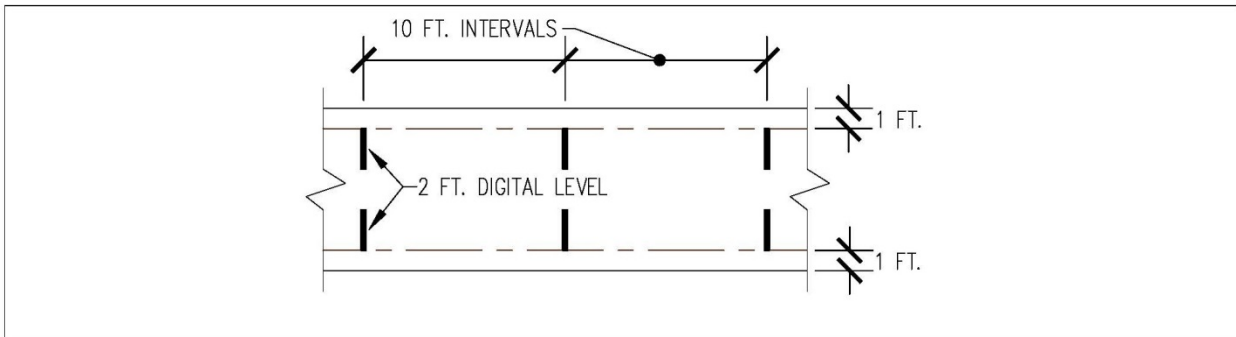 10 FT. INTERVALS
1 FT.
2 FT. DIGITAL LEVEL
1 FT.